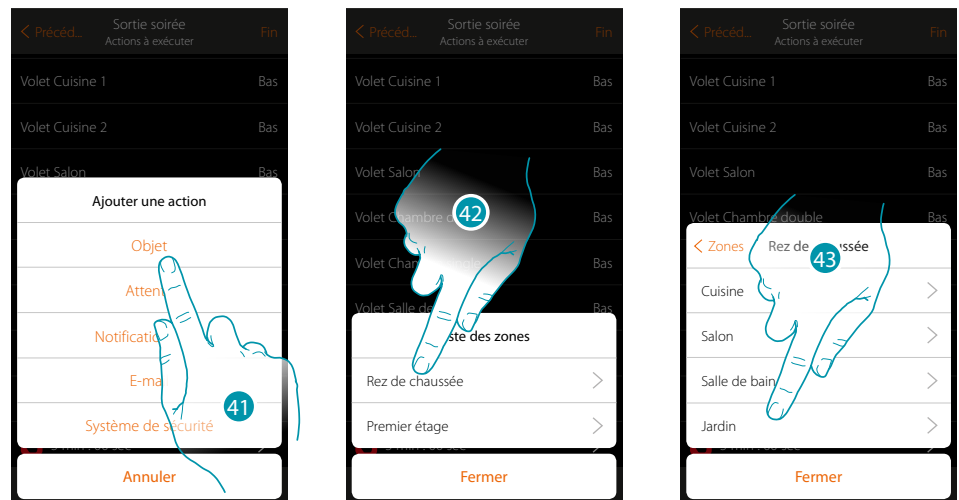 < Précéd...
Sortie soirée
Fin
Actions à exécuter
Volet Cuisine 1 Bas
Volet Cuisine 2 Bas
Volet Salon Bas
Ajouter une action
Objet
Notificatio
E-ma
Système de sécurité
41
Annuler
< Précéd...
Sortie soirée
Fin
Actions à exécuter
Volet Cuisine 1 Bas
Volet Cuisine 2 Bas
Volet Salon Bas
Volet Chambre d Bas
42
Volet Cham Bas
Volet Salle de Bas
ste des zones
Rez de chaussée >
Premier étage >
Fermer
< Précéd...
Sortie soirée
Fin
Actions à exécuter
Volet Cuisine 1 Bas
Volet Cuisine 2 Bas
Volet Salon Bas
Volet Chambre double Bas
< Zones Rez de ussée
43
Cuisine >
Salon >
Salle de bain >
Jardin >
Fermer